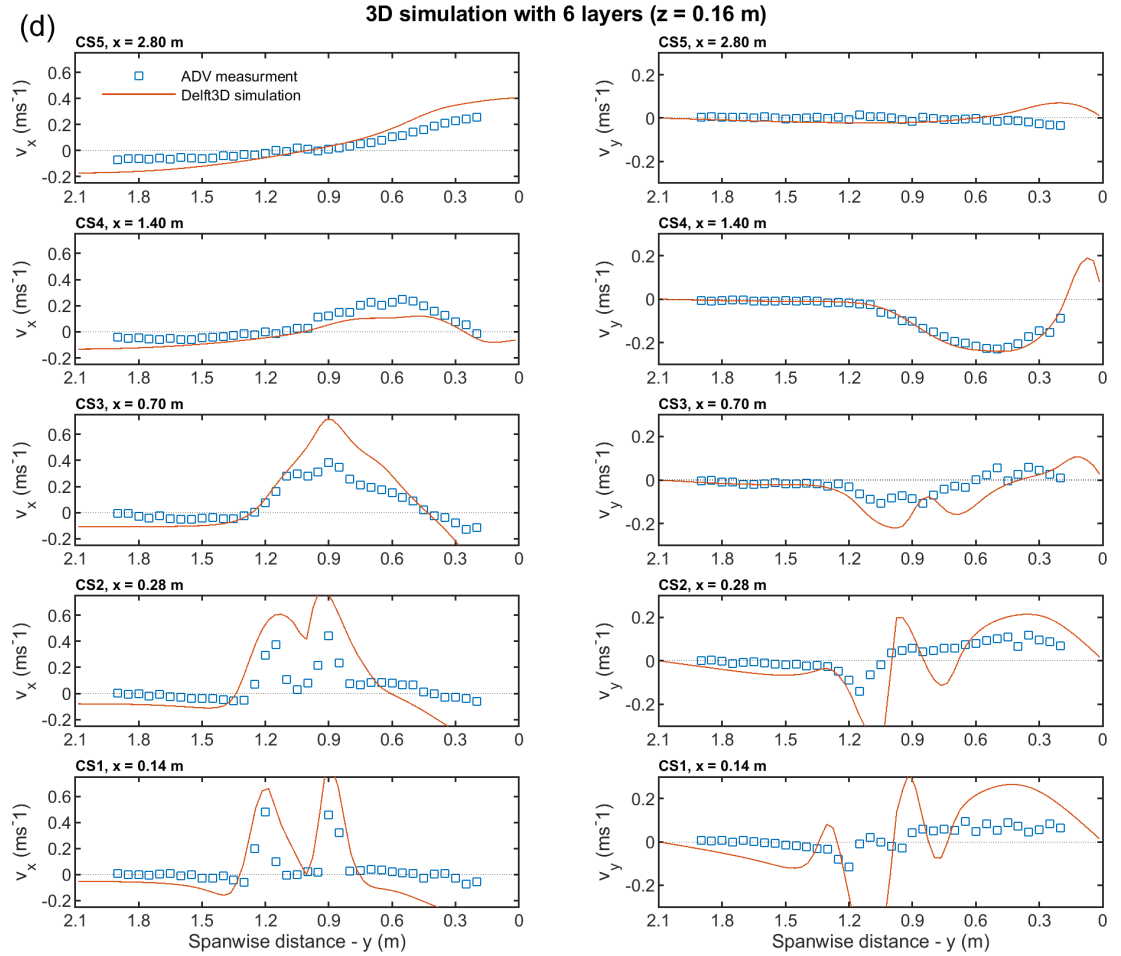 (d)
3D simulation with 6 layers (z = 0.16 m)
CS5, x = 2.80 m
ADV measurment
Delft3D simulation
v_x (ms^-1)
0.6
0.4
0.2
0
-0.2
2.1 1.8 1.5 1.2 0.9 0.6 0.3 0
CS5, x = 2.80 m
v_y (ms^-1)
0.2
0
-0.2
2.1 1.8 1.5 1.2 0.9 0.6 0.3 0
CS4, x = 1.40 m
v_x (ms^-1)
0.6
0.4
0.2
0
-0.2
2.1 1.8 1.5 1.2 0.9 0.6 0.3 0
CS4, x = 1.40 m
v_y (ms^-1)
0.2
0
-0.2
2.1 1.8 1.5 1.2 0.9 0.6 0.3 0
CS3, x = 0.70 m
v_x (ms^-1)
0.6
0.4
0.2
0
-0.2
2.1 1.8 1.5 1.2 0.9 0.6 0.3 0
CS3, x = 0.70 m
v_y (ms^-1)
0.2
0
-0.2
2.1 1.8 1.5 1.2 0.9 0.6 0.3 0
CS2, x = 0.28 m
v_x (ms^-1)
0.6
0.4
0.2
0
-0.2
2.1 1.8 1.5 1.2 0.9 0.6 0.3 0
CS2, x = 0.28 m
v_y (ms^-1)
0.2
0
-0.2
2.1 1.8 1.5 1.2 0.9 0.6 0.3 0
CS1, x = 0.14 m
v_x (ms^-1)
0.6
0.4
0.2
0
-0.2
2.1 1.8 1.5 1.2 0.9 0.6 0.3 0
Spanwise distance - y (m)
CS1, x = 0.14 m
v_y (ms^-1)
0.2
0
-0.2
2.1 1.8 1.5 1.2 0.9 0.6 0.3 0
Spanwise distance - y (m)